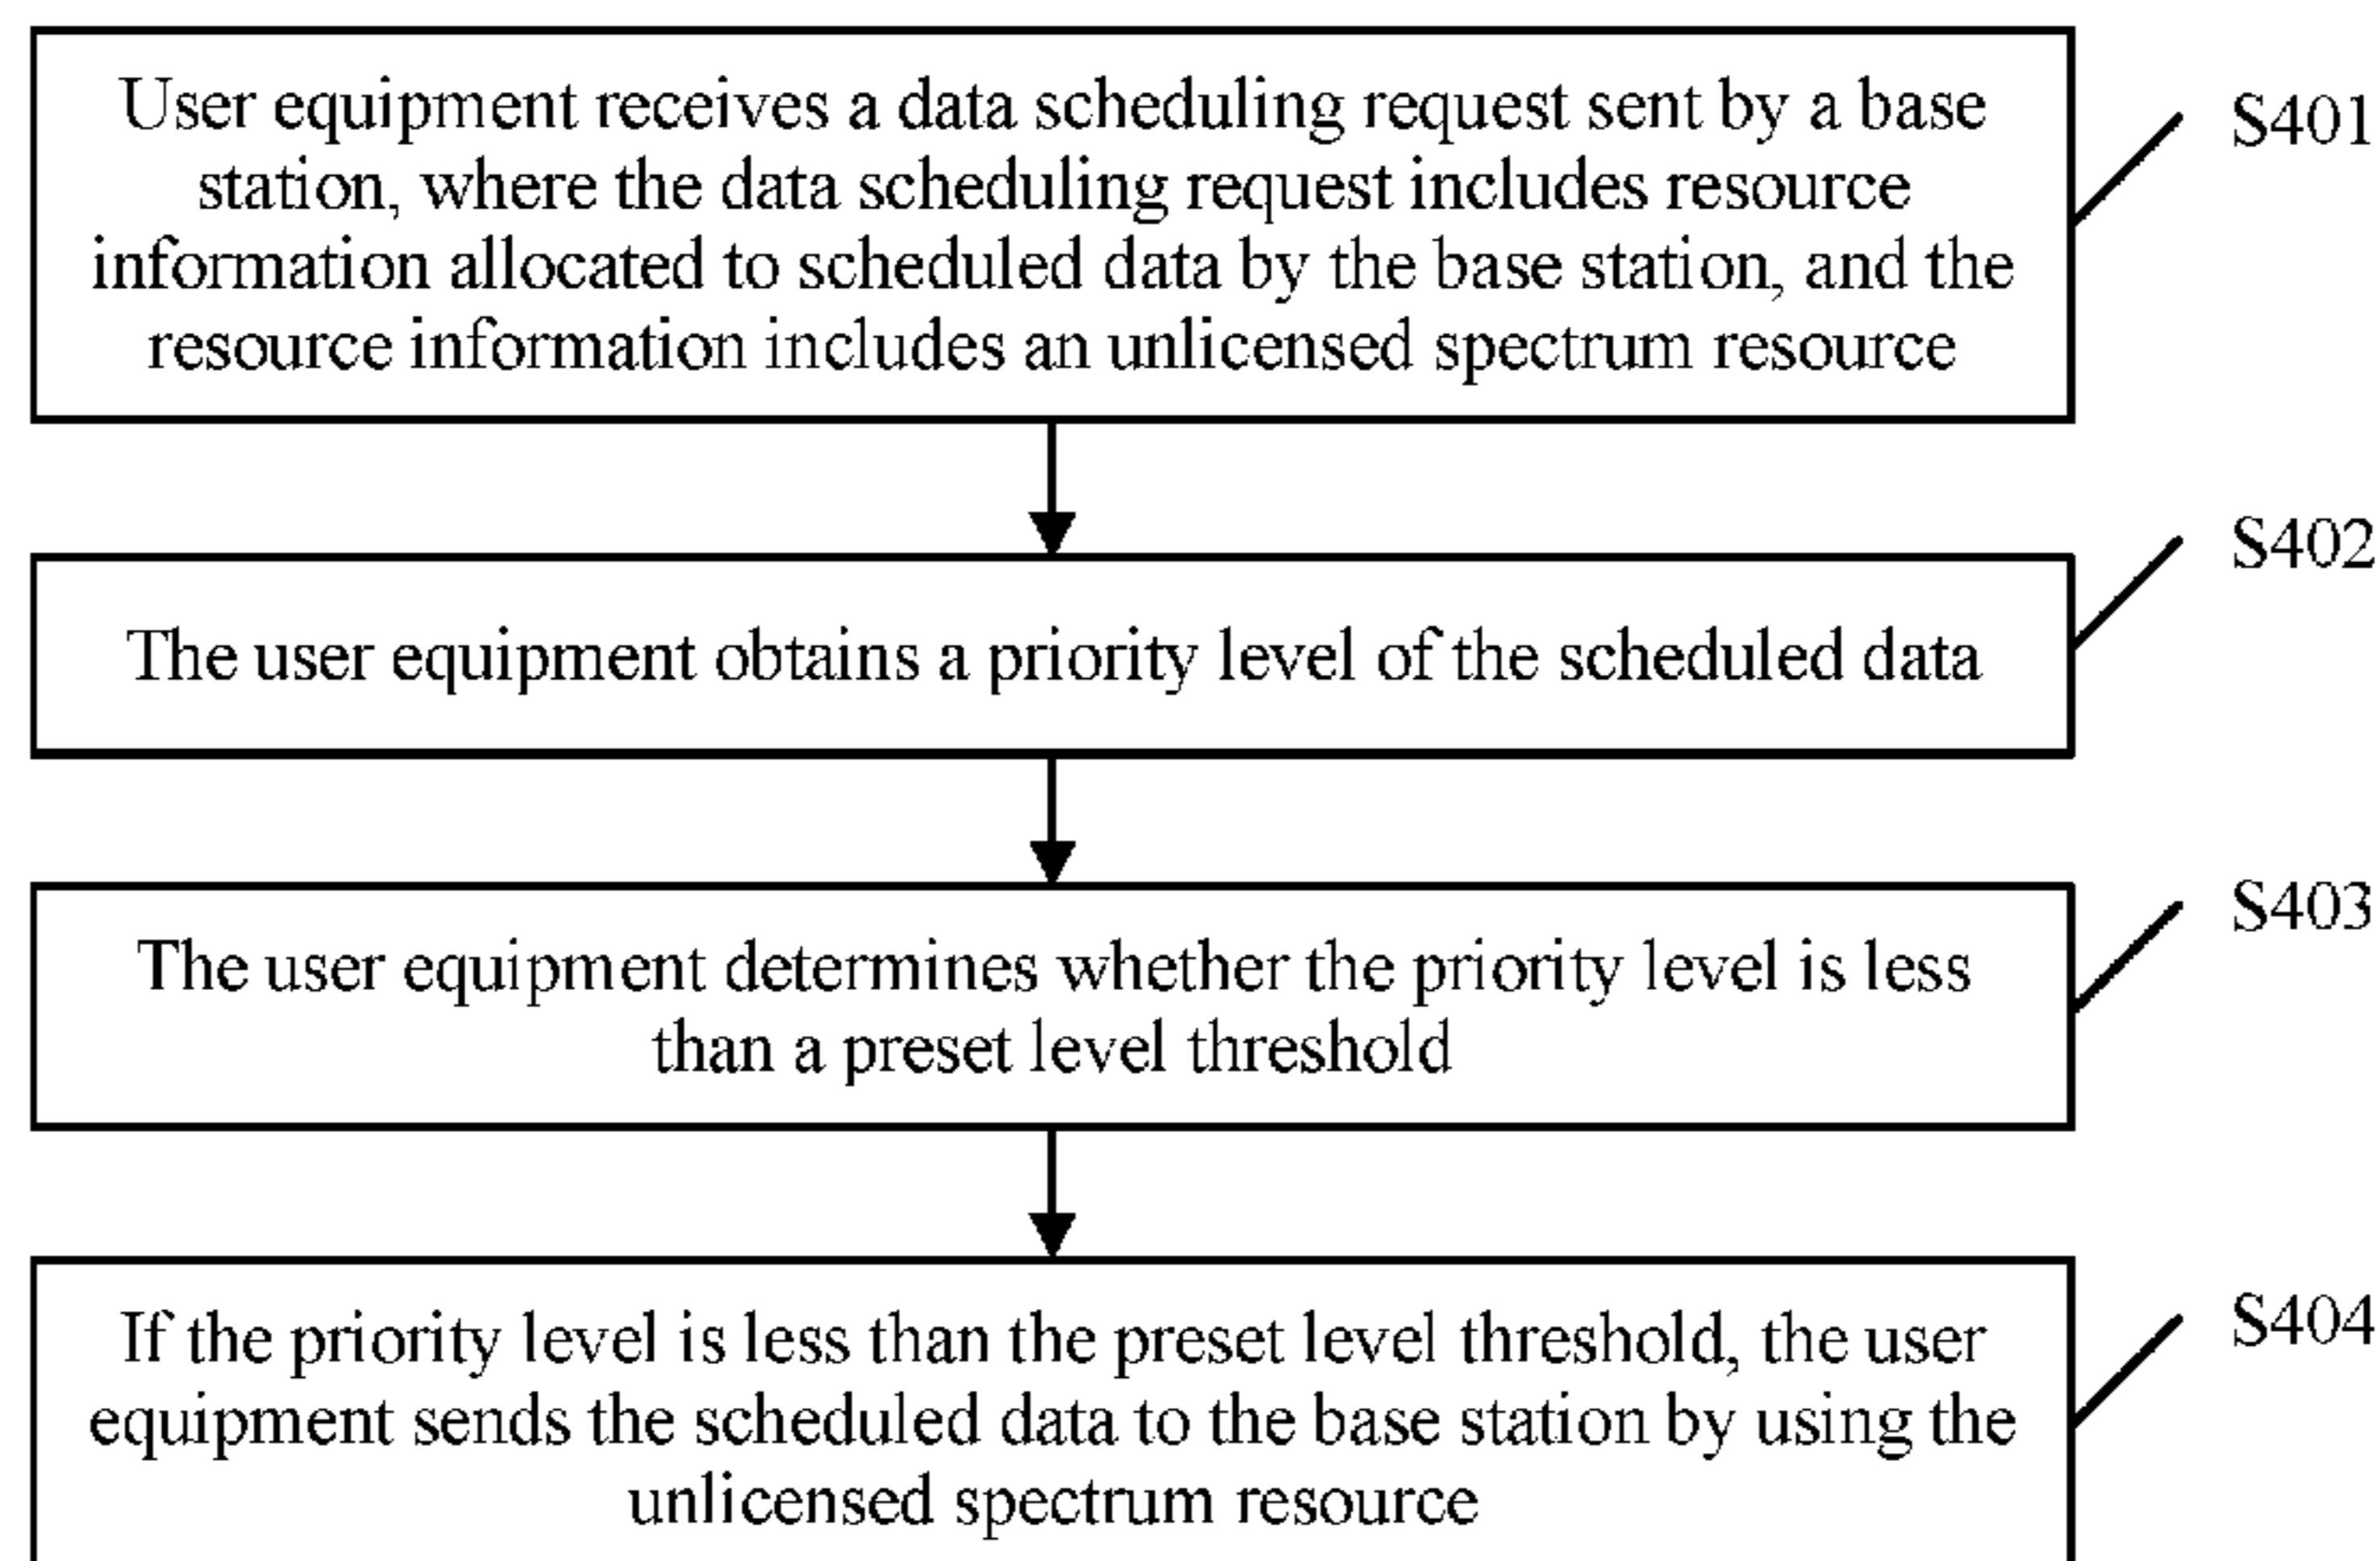 User equipment receives a data scheduling request sent by a base
station, where the data scheduling request includes resource
information allocated to scheduled data by the base station, and the
resource information includes an unlicensed spectrum resource
S401
The user equipment obtains a priority level of the scheduled data
S402
The user equipment determines whether the priority level is less
than a preset level threshold
S403
If the priority level is less than the preset level threshold, the user
equipment sends the scheduled data to the base station by using the
unlicensed spectrum resource
S404